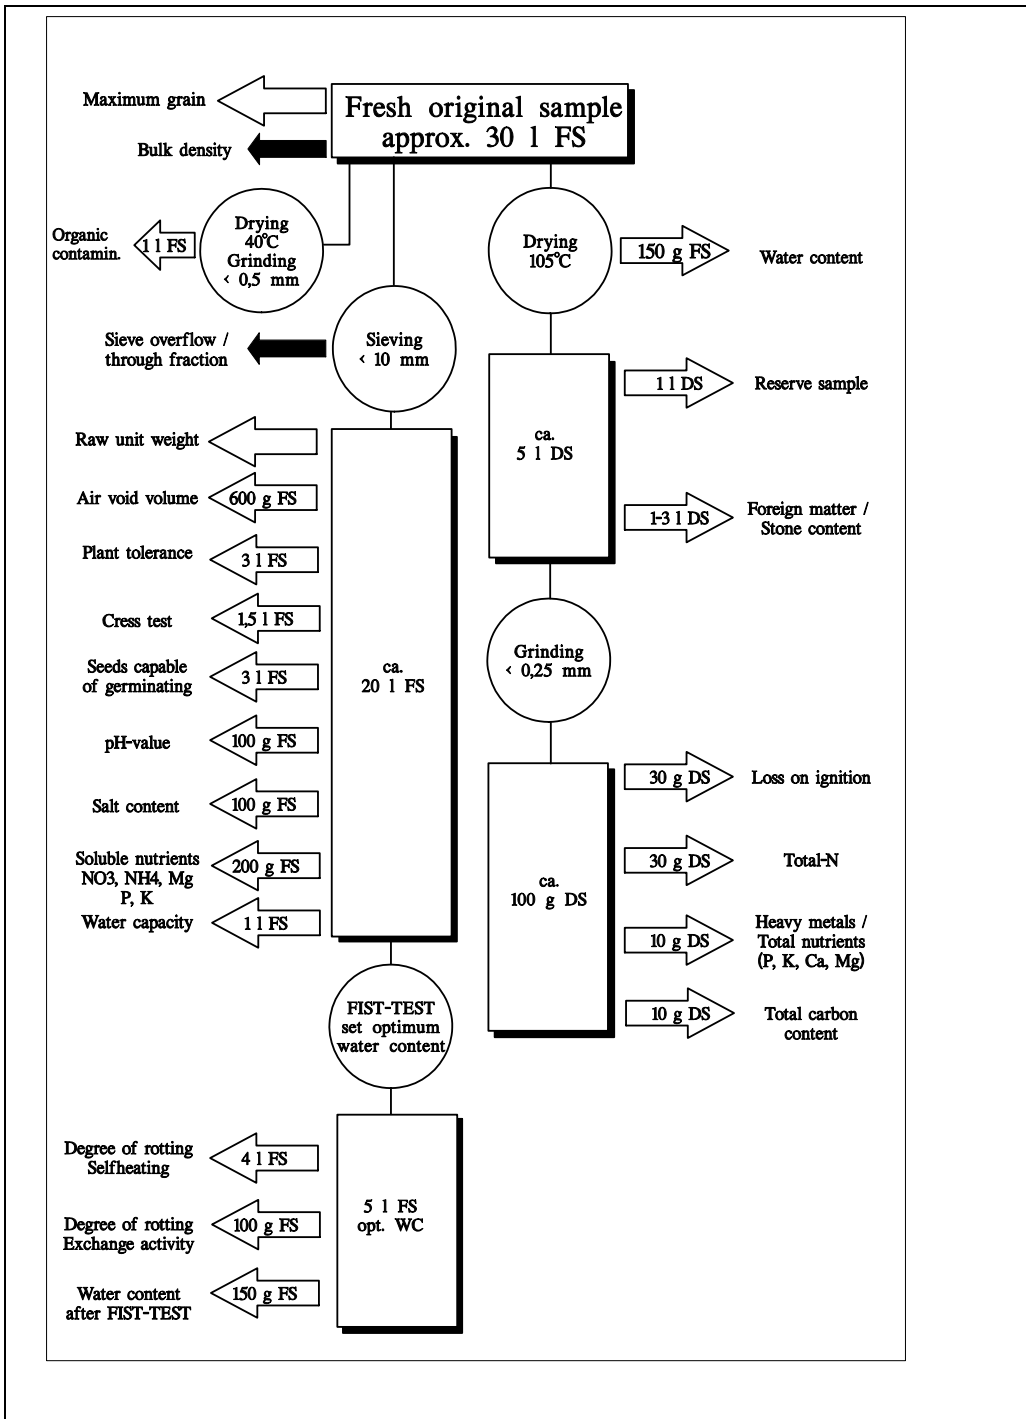 Fresh original sample
approx. 30 l FS
Maximum grain
Bulk density
Organic
contamin.
1 l FS
Drying
40°C
Grinding
< 0,5 mm
Drying
105°C
150 g FS
Water content
Sieve overflow /
through fraction
Sieving
< 10 mm
ca.
5 l DS
1 l DS
Reserve sample
1-3 l DS
Foreign matter /
Stone content
Raw unit weight
Air void volume
600 g FS
Plant tolerance
3 l FS
Cress test
1,5 l FS
Seeds capable
of germinating
3 l FS
pH-value
100 g FS
Salt content
100 g FS
Soluble nutrients
NO3, NH4, Mg
P, K
200 g FS
Water capacity
1 l FS
ca.
20 l FS
Grinding
< 0,25 mm
ca.
100 g DS
30 g DS
Loss on ignition
30 g DS
Total-N
10 g DS
Heavy metals /
Total nutrients
(P, K, Ca, Mg)
10 g DS
Total carbon
content
FIST-TEST
set optimum
water content
Degree of rotting
Selfheating
4 l FS
Degree of rotting
Exchange activity
100 g FS
Water content
after FIST-TEST
150 g FS
5 l FS
opt. WC